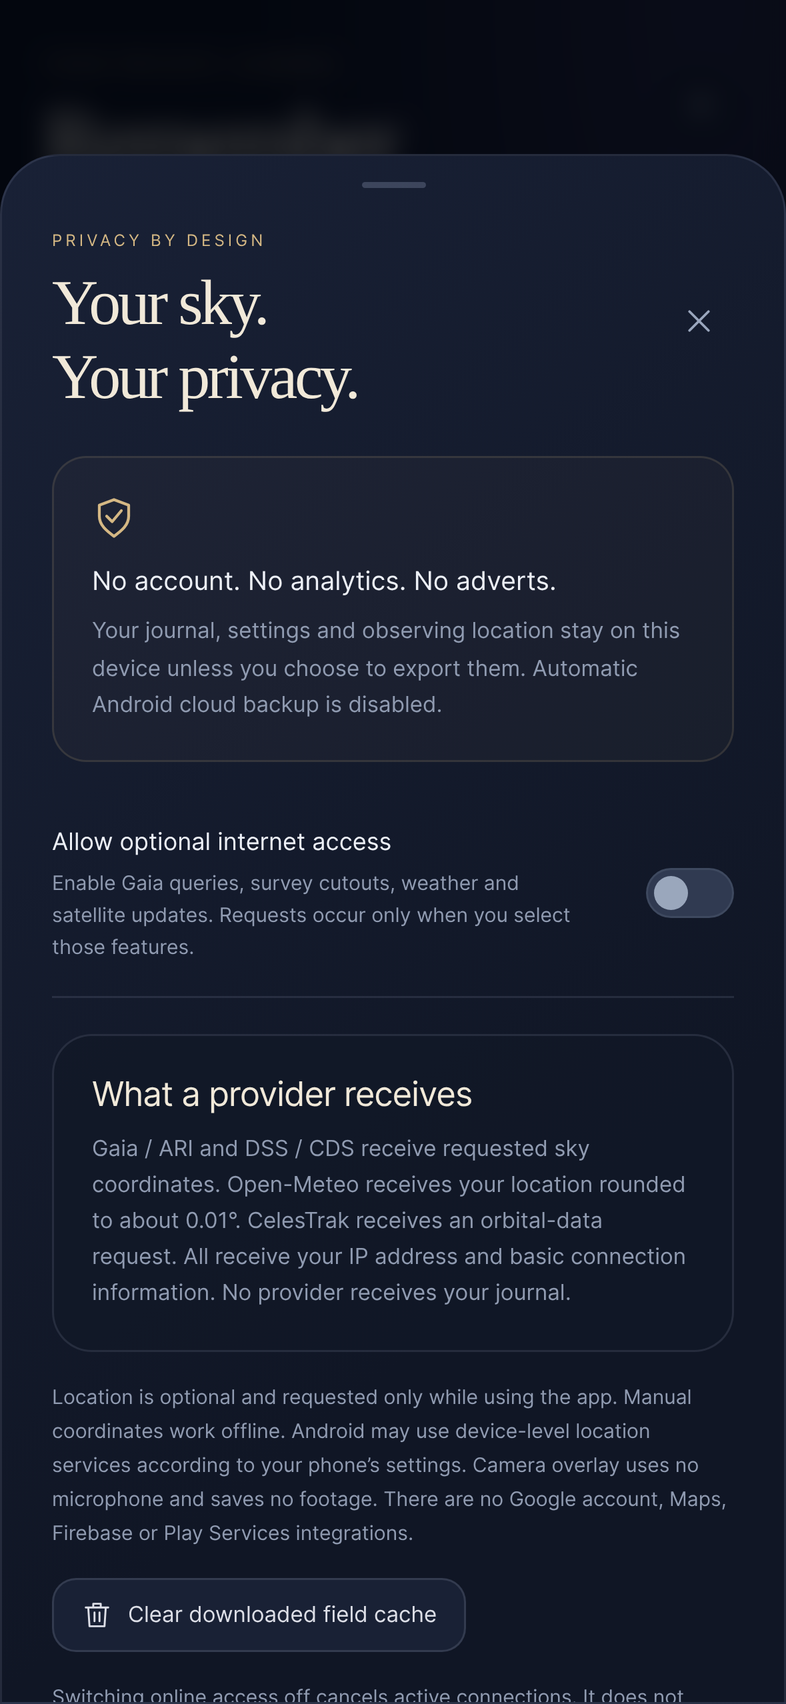 PRIVACY BY DESIGN
Your sky.
Your privacy.
No account. No analytics. No adverts.
Your journal, settings and observing location stay on this
device unless you choose to export them. Automatic
Android cloud backup is disabled.
Allow optional internet access
Enable Gaia queries, survey cutouts, weather and
satellite updates. Requests occur only when you select
those features.
What a provider receives
Gaia / ARI and DSS / CDS receive requested sky
coordinates. Open-Meteo receives your location rounded
to about 0.01°. CelesTrak receives an orbital-data
request. All receive your IP address and basic connection
information. No provider receives your journal.
Location is optional and requested only while using the app. Manual
coordinates work offline. Android may use device-level location
services according to your phone’s settings. Camera overlay uses no
microphone and saves no footage. There are no Google account, Maps,
Firebase or Play Services integrations.
Clear downloaded field cache
Switching online access off cancels active connections. It does not